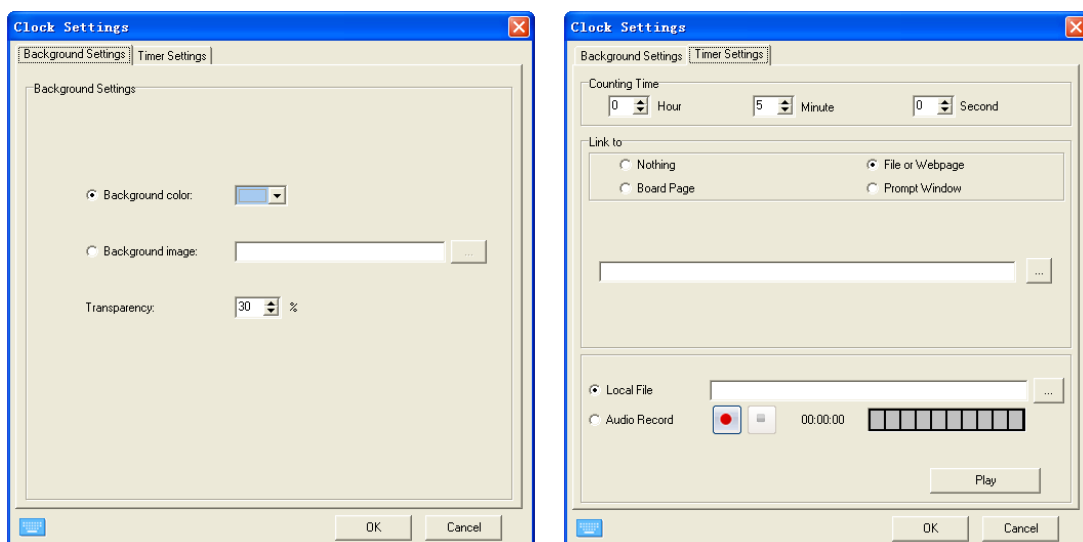 Clock Settings
Background Settings Timer Settings
Background Settings
Background color:
Background image:
...
Transparency: 30 %
OK Cancel
Clock Settings
Background Settings Timer Settings
Counting Time
0 Hour 5 Minute 0 Second
Link to
Nothing File or Webpage
Board Page Prompt Window
...
Local File ...
Audio Record 00:00:00
Play
OK Cancel